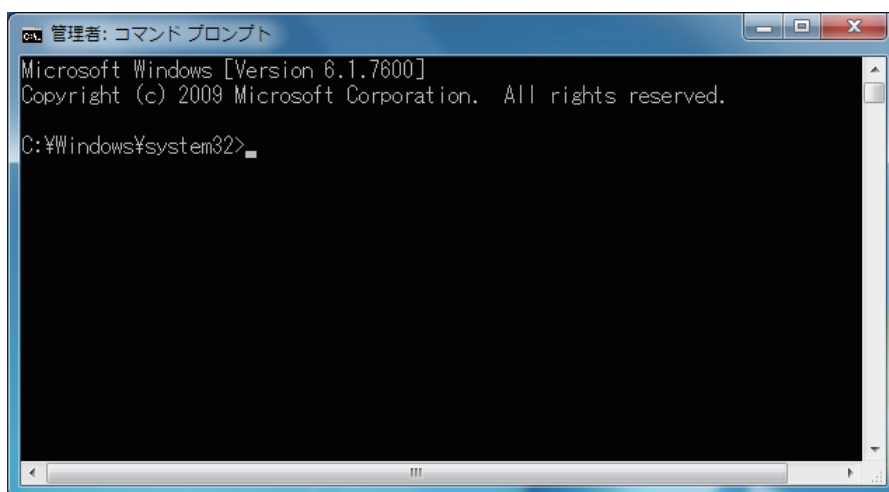 管理者: コマンド プロンプト
Microsoft Windows [Version 6.1.7600]
Copyright (c) 2009 Microsoft Corporation.  All rights reserved.
C:¥Windows¥system32>